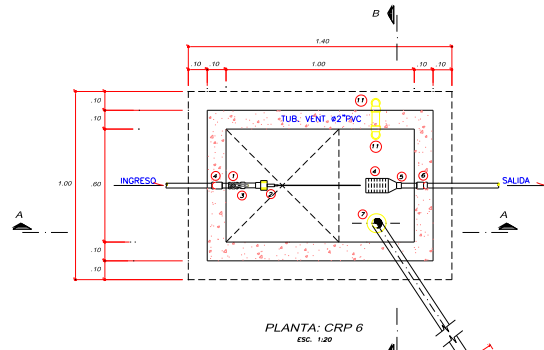 B
1.40
.10
.10
1.00
.10
.10
.10
.10
11
TUB. VENT. ø2"PVC
11
1.00
.60
INGRESO
4
1
3
2
4
5
6
SALIDA
7
A
A
.10
.10
PLANTA: CRP 6
ESC. 1:20